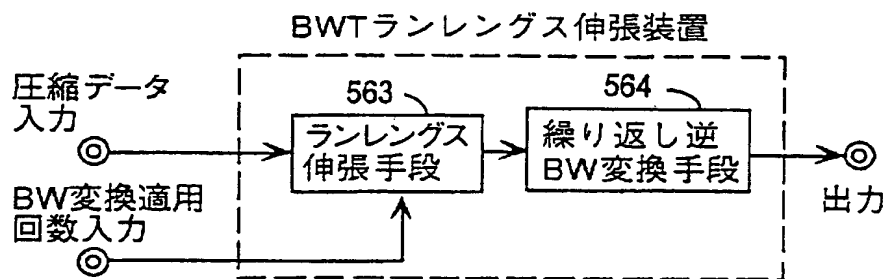 BWTランレングス伸張装置
圧縮データ
入力
563
ランレングス
伸張手段
564
繰り返し逆
BW変換手段
出力
BW変換適用
回数入力